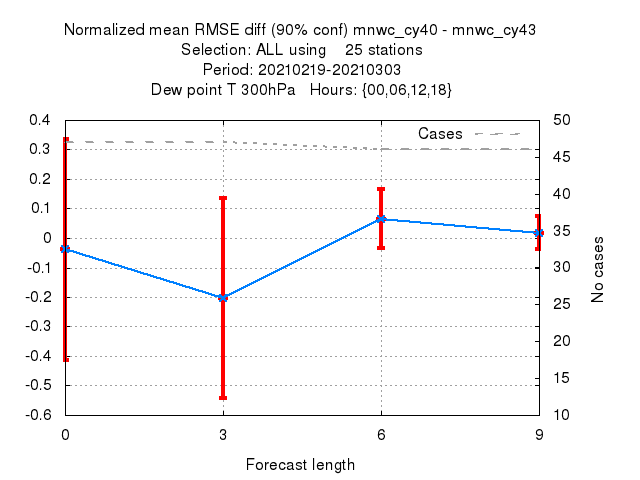 Normalized mean RMSE diff (90% conf) mnwc_cy40 - mnwc_cy43
Selection: ALL using 25 stations
Period: 20210219-20210303
Dew point T 300hPa Hours: {00,06,12,18}
Cases
0.4
0.3
0.2
0.1
0
-0.1
-0.2
-0.3
-0.4
-0.5
-0.6
50
45
40
35
30
25
20
15
10
No cases
0 3 6 9
Forecast length